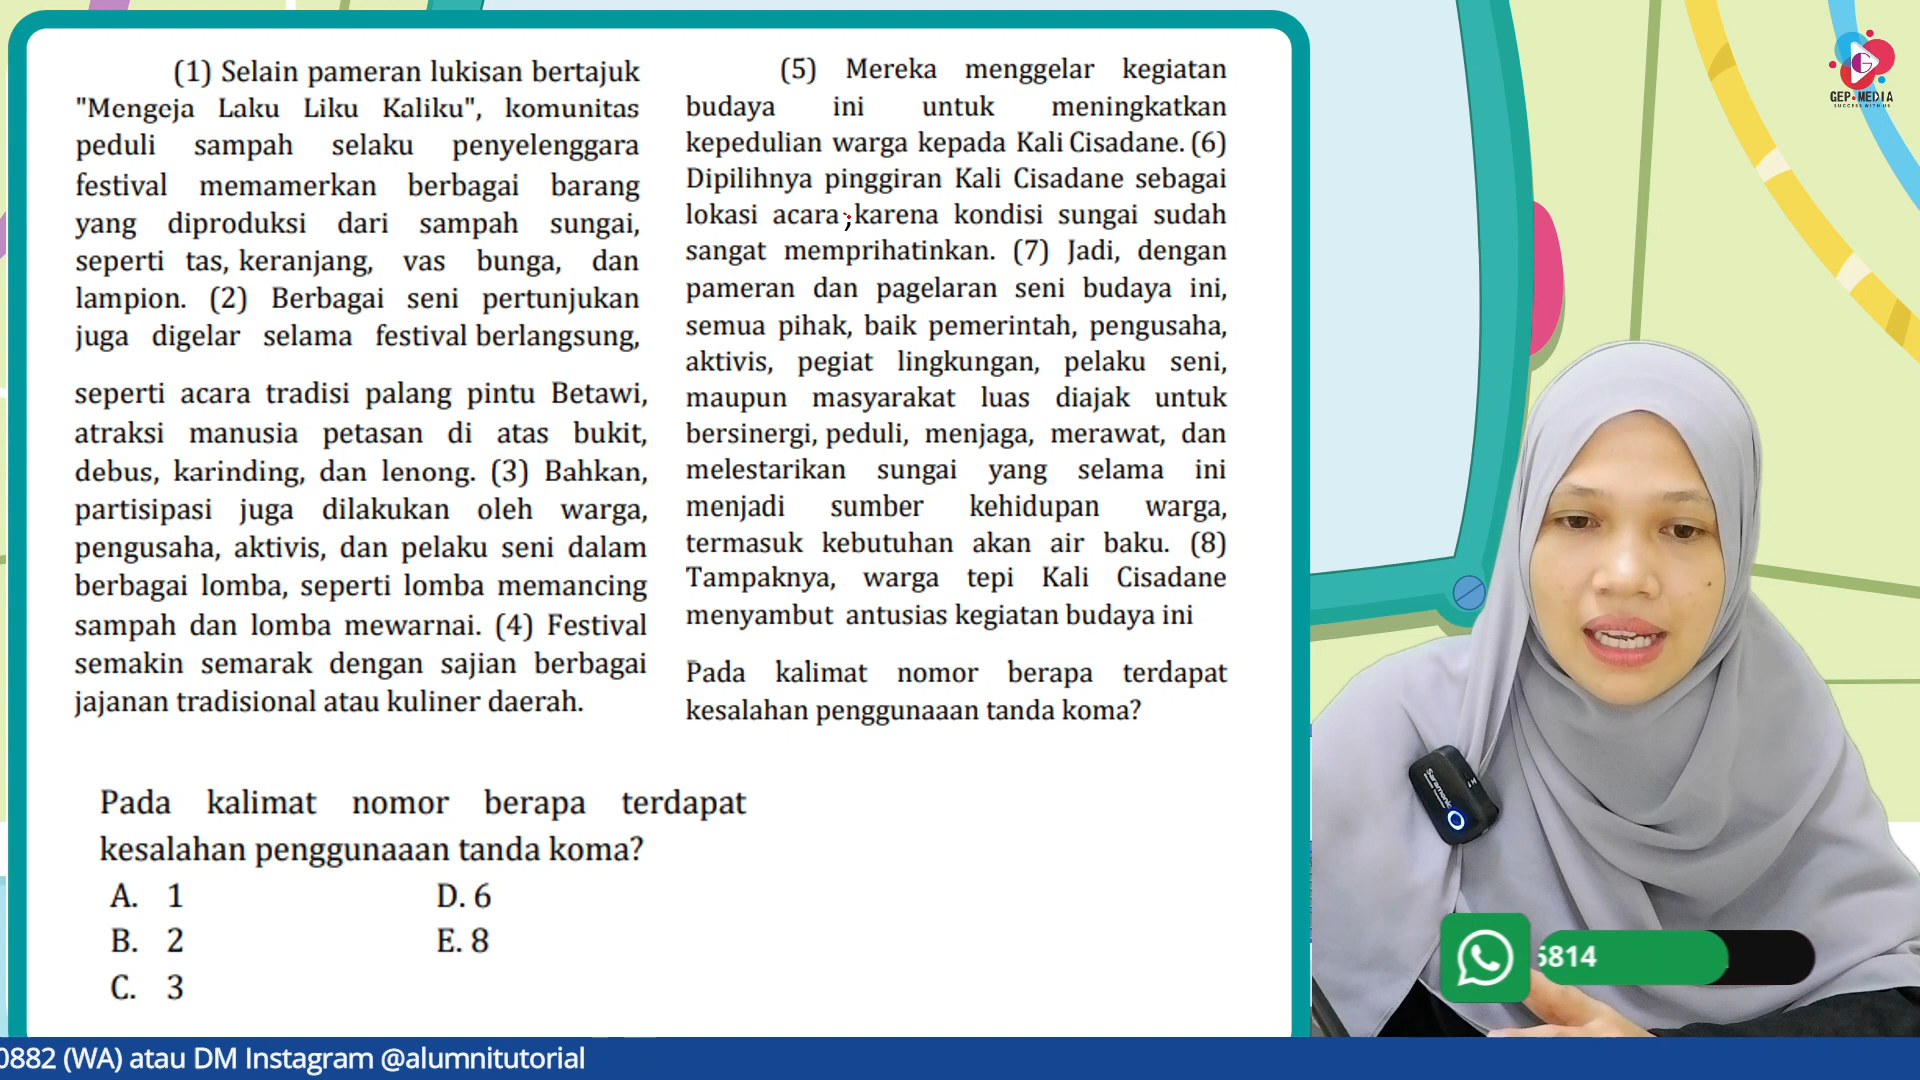 (1) Selain pameran lukisan bertajuk
"Mengeja Laku Liku Kaliku", komunitas
peduli sampah selaku penyelenggara
festival memamerkan berbagai barang
yang diproduksi dari sampah sungai,
seperti tas, keranjang, vas bunga, dan
lampion. (2) Berbagai seni pertunjukan
juga digelar selama festival berlangsung,
seperti acara tradisi palang pintu Betawi,
atraksi manusia petasan di atas bukit,
debus, karinding, dan lenong. (3) Bahkan,
partisipasi juga dilakukan oleh warga,
pengusaha, aktivis, dan pelaku seni dalam
berbagai lomba, seperti lomba memancing
sampah dan lomba mewarnai. (4) Festival
semakin semarak dengan sajian berbagai
jajanan tradisional atau kuliner daerah.
(5) Mereka menggelar kegiatan
budaya ini untuk meningkatkan
kepedulian warga kepada Kali Cisadane. (6)
Dipilihnya pinggiran Kali Cisadane sebagai
lokasi acara, karena kondisi sungai sudah
sangat memprihatinkan. (7) Jadi, dengan
pameran dan pagelaran seni budaya ini,
semua pihak, baik pemerintah, pengusaha,
aktivis, pegiat lingkungan, pelaku seni,
maupun masyarakat luas diajak untuk
bersinergi, peduli, menjaga, merawat, dan
melestarikan sungai yang selama ini
menjadi sumber kehidupan warga,
termasuk kebutuhan akan air baku. (8)
Tampaknya, warga tepi Kali Cisadane
menyambut antusias kegiatan budaya ini
Pada kalimat nomor berapa terdapat
kesalahan penggunaaan tanda koma?
Pada kalimat nomor berapa terdapat
kesalahan penggunaaan tanda koma?
A. 1
B. 2
C. 3
D. 6
E. 8
GEP MEDIA
SUCCESS WITH US
Saramonic
5814
0882 (WA) atau DM Instagram @alumnitutorial